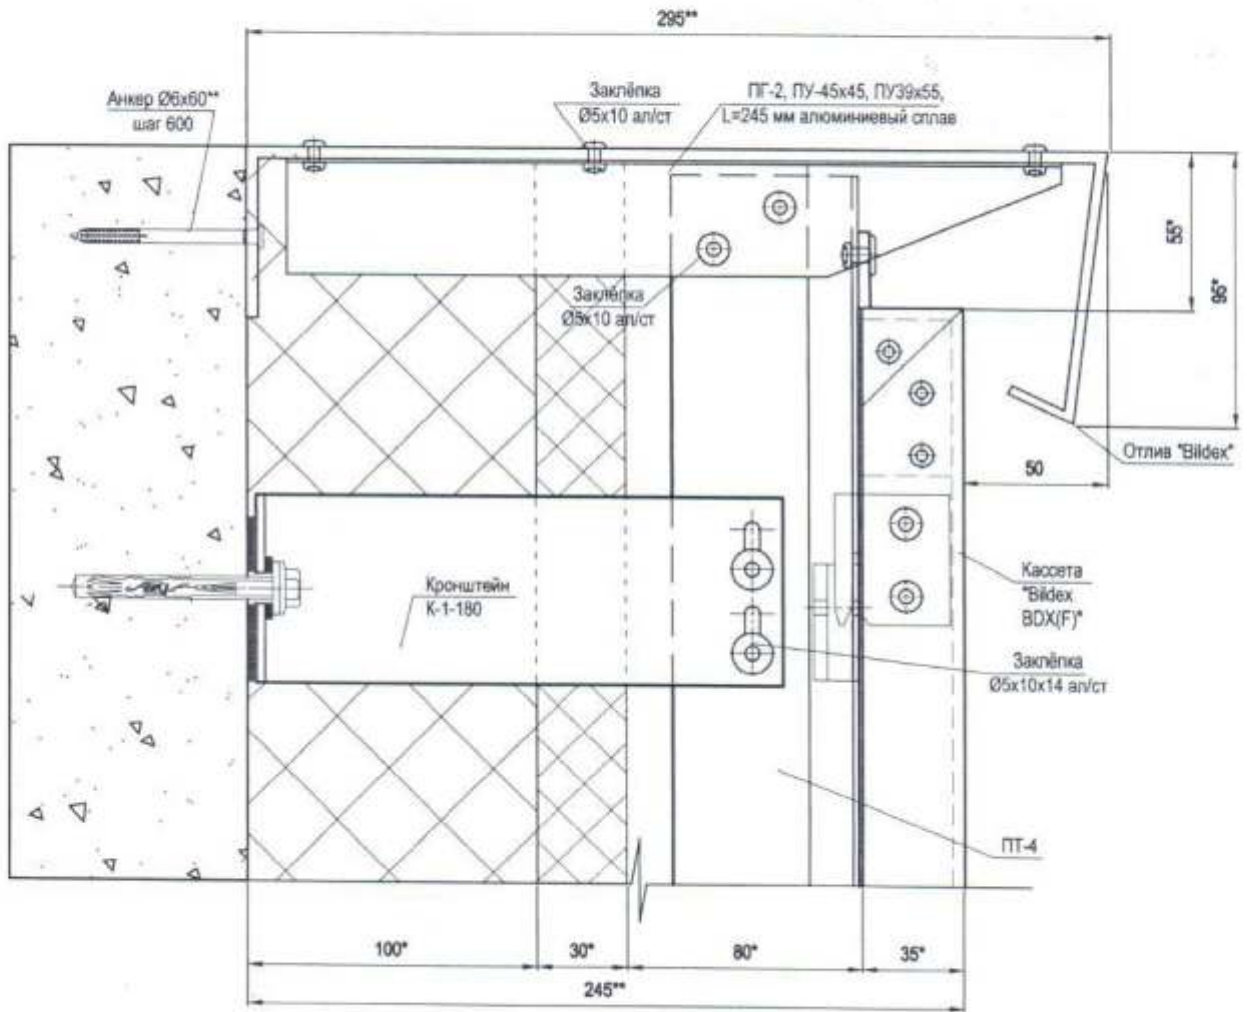 295**
Анкер Ø6х60**
шаг 600
Заклёпка
Ø5х10 ал/ст
ПГ-2, ПУ-45х45, ПУ39х55,
L=245 мм алюминиевый сплав
55*
95*
Заклёпка
Ø5х10 ал/ст
Отлив "Bildex"
50
Кронштейн
К-1-180
Кассета
"Bildex
BDX(F)"
Заклёпка
Ø5х10х14 ал/ст
ПТ-4
100*
30*
80*
35*
245**